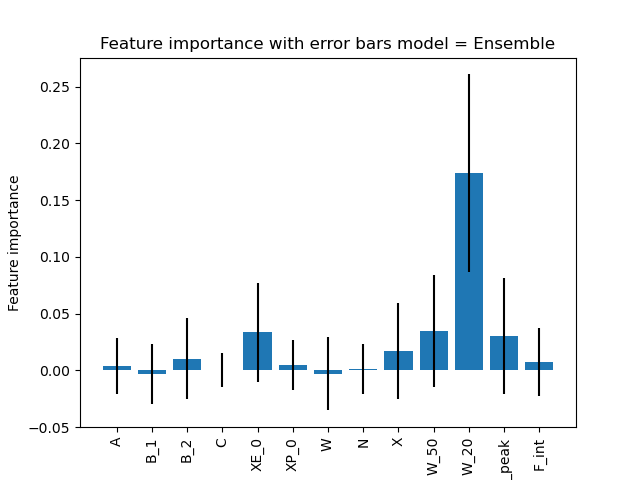 Feature importance with error bars model = Ensemble
Feature importance
0.25
0.20
0.15
0.10
0.05
0.00
−0.05
A
B_1
B_2
C
XE_0
XP_0
W
N
X
W_50
W_20
_peak
F_int